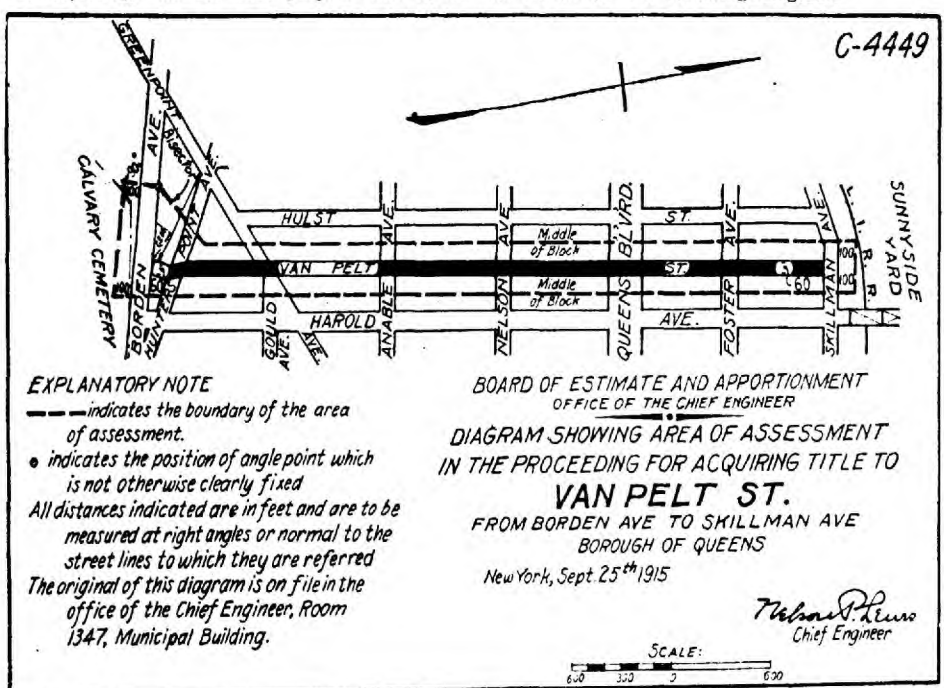 C-4449
GREENPOINT
AVE.
AVE.
Bisector
CALVARY CEMETERY
BORDEN
HUNTERS
POINT
AV.
HULST
ST.
Middle
of Block
VAN PELT
ST.
60
Middle
of Block
HAROLD
AVE.
GOULD
AVE.
AVE.
ANABLE
AVE.
NELSON
AVE
QUEENS
BLVRD.
FOSTER
AVE.
SKILLMAN
AVE.
100
100
100
L. I. R. R.
SUNNYSIDE
YARD
EXPLANATORY NOTE
indicates the boundary of the area
of assessment.
indicates the position of angle point which
is not otherwise clearly fixed
All distances indicated are in feet and are to be
measured at right angles or normal to the
street lines to which they are referred
The original of this diagram is on file in the
office of the Chief Engineer, Room
1347, Municipal Building.
BOARD OF ESTIMATE AND APPORTIONMENT
OFFICE OF THE CHIEF ENGINEER
DIAGRAM SHOWING AREA OF ASSESSMENT
IN THE PROCEEDING FOR ACQUIRING TITLE TO
VAN PELT ST.
FROM BORDEN AVE TO SKILLMAN AVE
BOROUGH OF QUEENS
New York, Sept. 25th 1915
Nelson P. Lewis
Chief Engineer
SCALE:
600 300 0 600